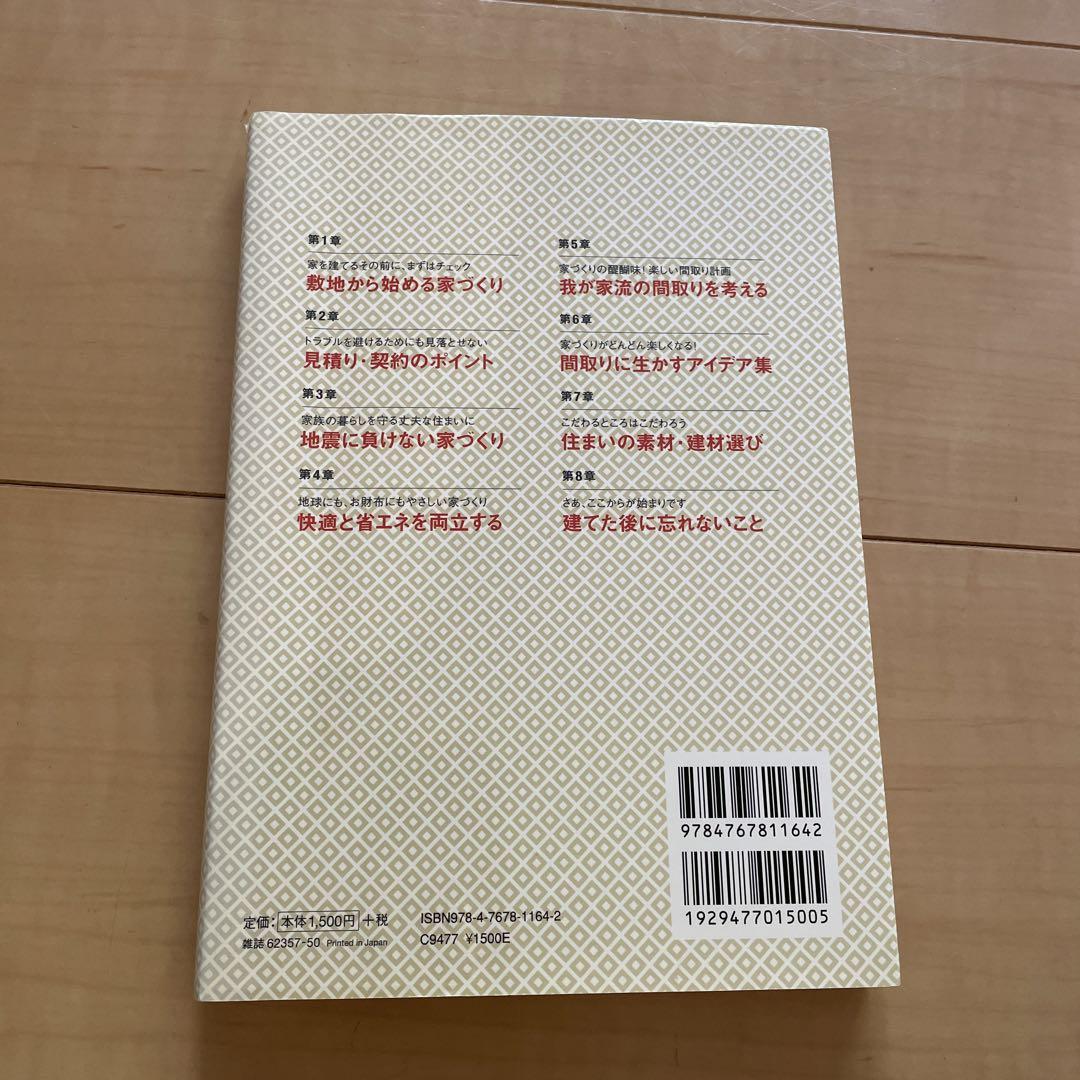 第1章
家を建てるその前に、まずはチェック
敷地から始める家づくり
第2章
トラブルを避けるためにも見落とせない
見積り・契約のポイント
第3章
家族の暮らしを守る丈夫な住まいに
地震に負けない家づくり
第4章
地球にも、お財布にもやさしい家づくり
快適と省エネを両立する
第5章
家づくりの醍醐味!楽しい間取り計画
我が家流の間取りを考える
第6章
家づくりがどんどん楽しくなる!
間取りに生かすアイデア集
第7章
こだわるところはこだわろう
住まいの素材・建材選び
第8章
さあ、ここからが始まりです
建てた後に忘れないこと
9784767811642
1929477015005
定価:本体1,500円+税
雑誌 62357-50 Printed in Japan
ISBN978-4-7678-1164-2
C9477 ¥1500E